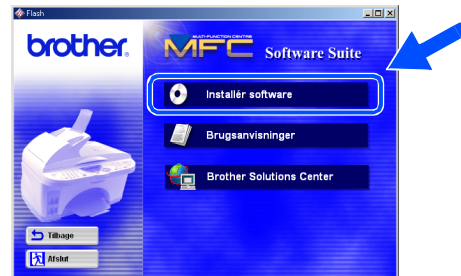 Flash
brother.
MULTI-FUNCTION CENTRE
MFC Software Suite
Installér software
Brugsanvisninger
Brother Solutions Center
Tilbage
Afslut